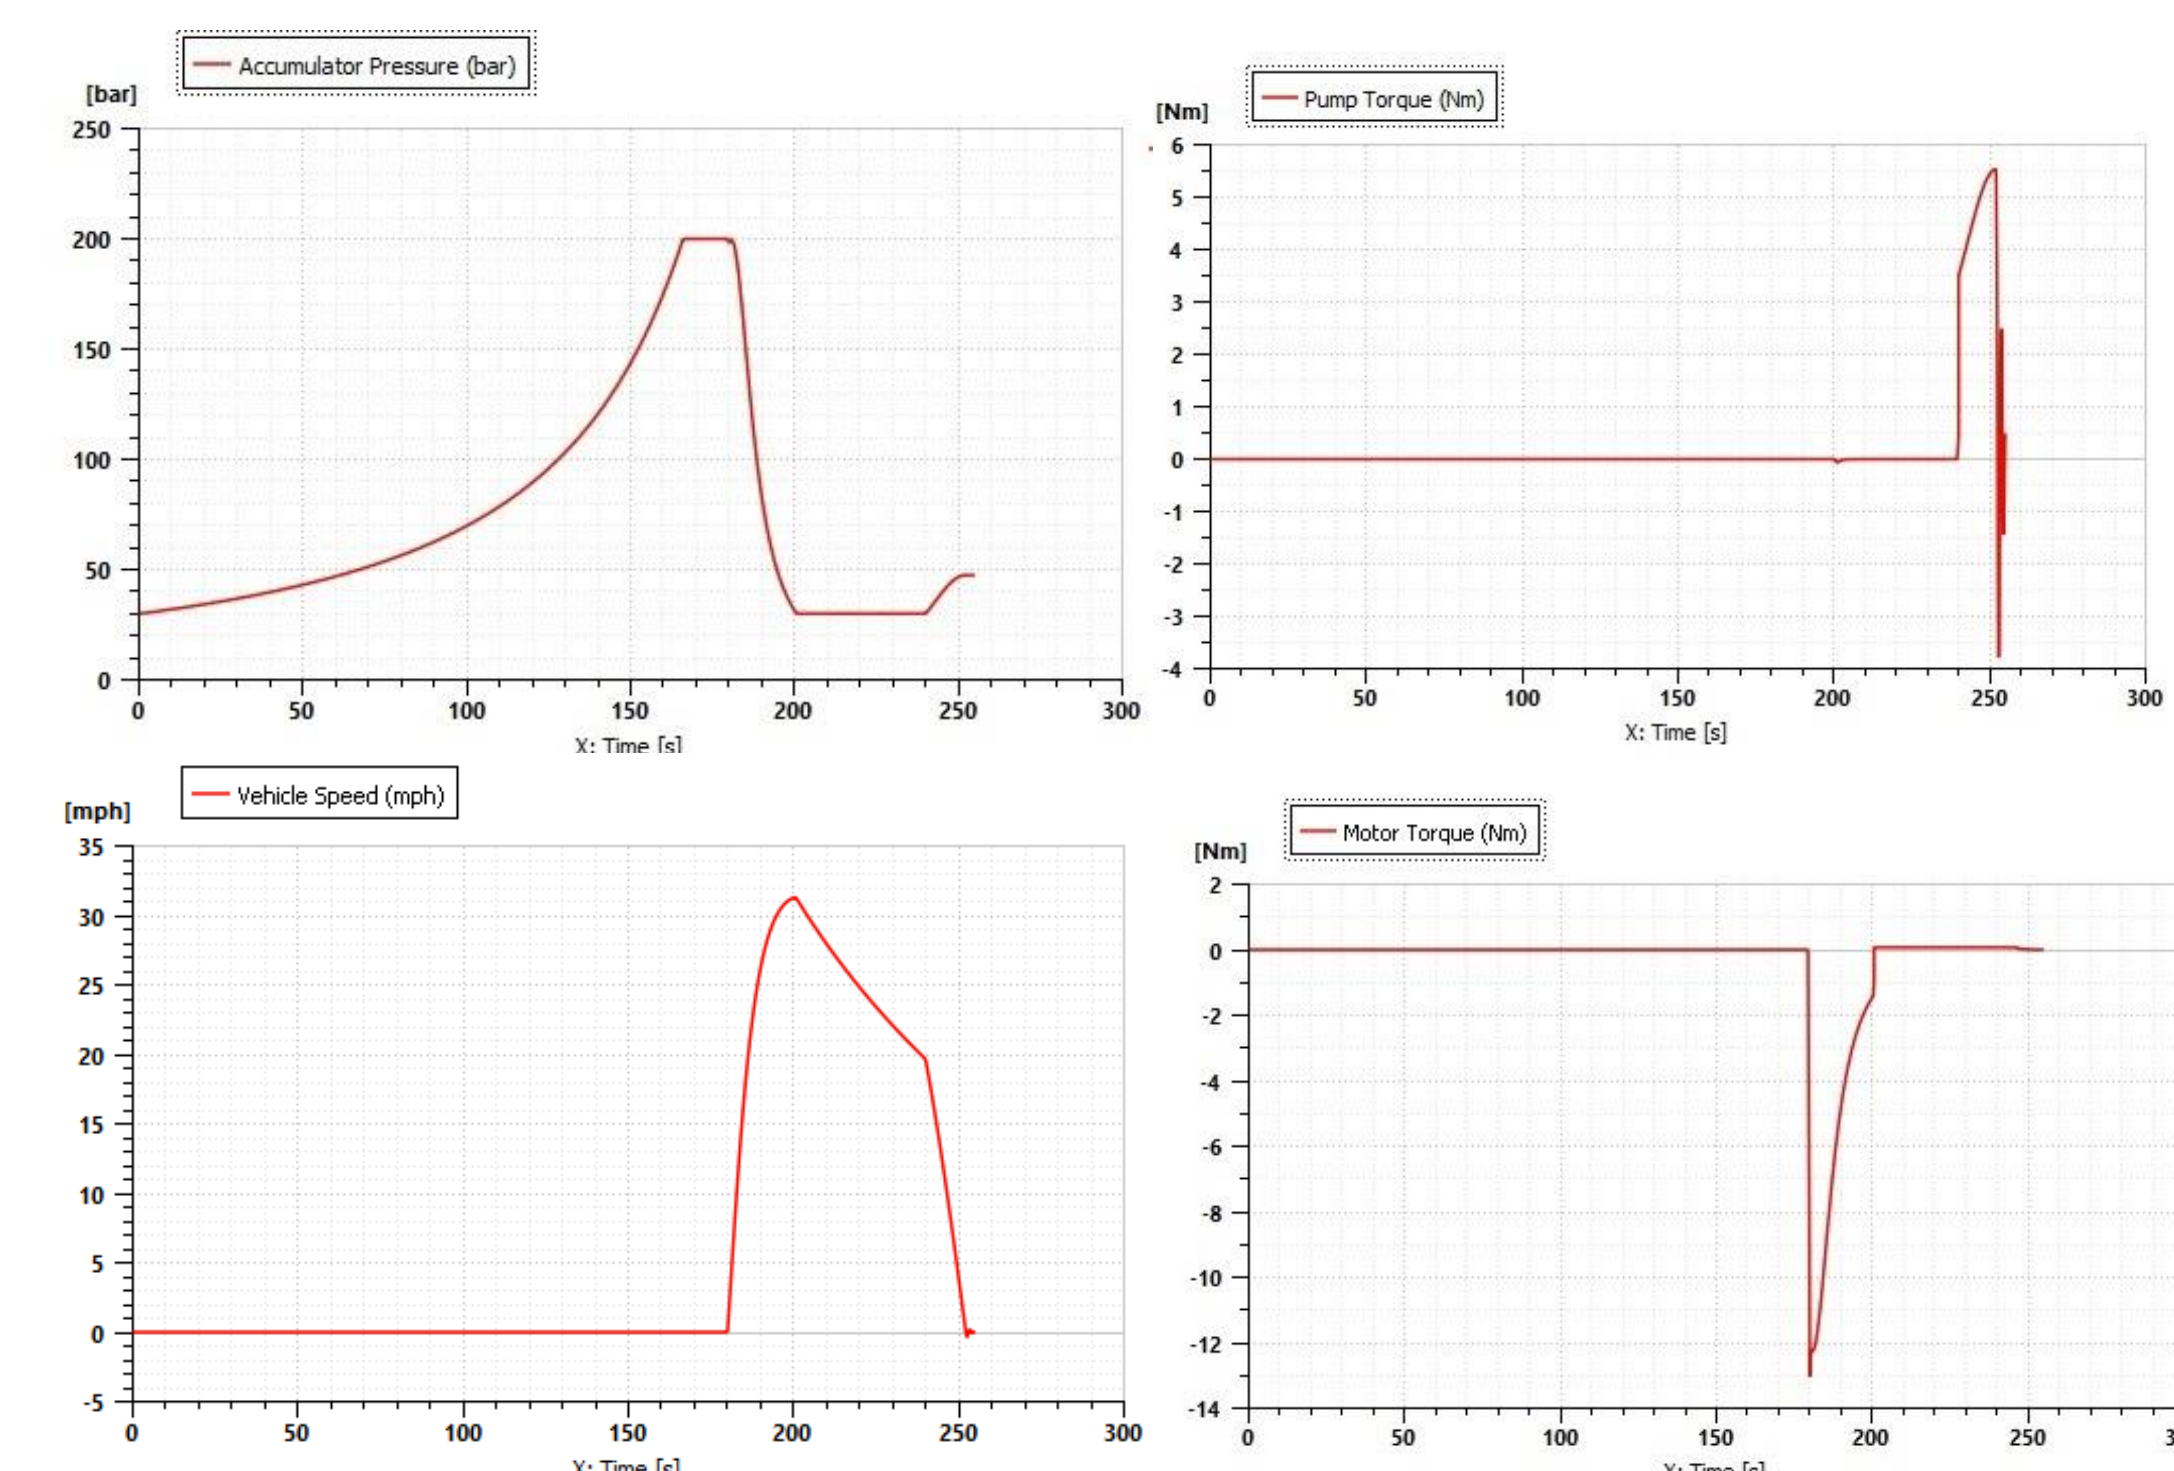 Accumulator Pressure (bar)
[bar]
250
200
150
100
50
0
0 50 100 150 200 250 300
X: Time [s]
Pump Torque (Nm)
[Nm]
6
5
4
3
2
1
0
-1
-2
-3
-4
0 50 100 150 200 250 300
X: Time [s]
Vehicle Speed (mph)
[mph]
35
30
25
20
15
10
5
0
-5
0 50 100 150 200 250 300
X: Time [s]
Motor Torque (Nm)
[Nm]
2
0
-2
-4
-6
-8
-10
-12
-14
0 50 100 150 200 250 3
X: Time [s]